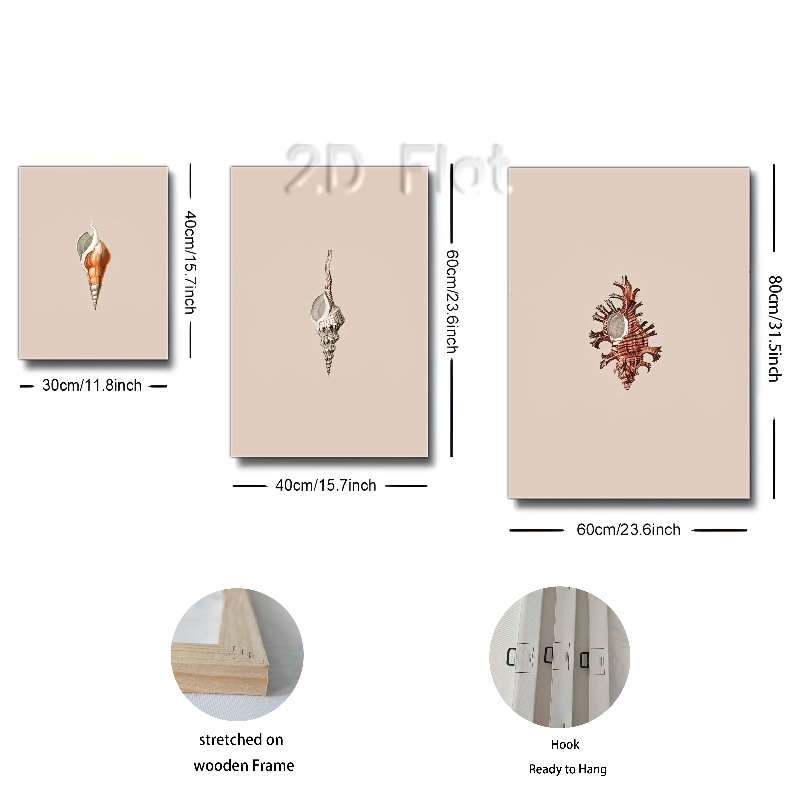 2D Flat
40cm/15.7inch
30cm/11.8inch
60cm/23.6inch
40cm/15.7inch
80cm/31.5inch
60cm/23.6inch
stretched on
wooden Frame
Hook
Ready to Hang